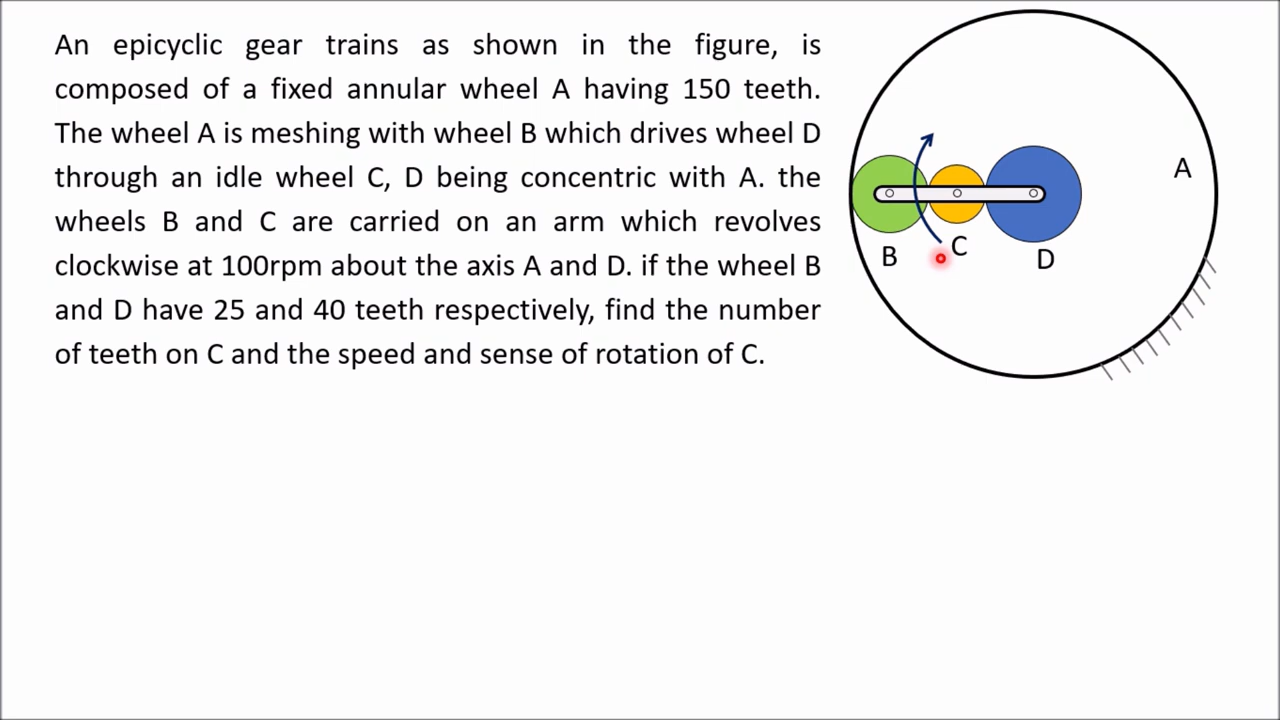 An epicyclic gear trains as shown in the figure, is
composed of a fixed annular wheel A having 150 teeth.
The wheel A is meshing with wheel B which drives wheel D
through an idle wheel C, D being concentric with A. the
wheels B and C are carried on an arm which revolves
clockwise at 100rpm about the axis A and D. if the wheel B
and D have 25 and 40 teeth respectively, find the number
of teeth on C and the speed and sense of rotation of C.
A
B
C
D